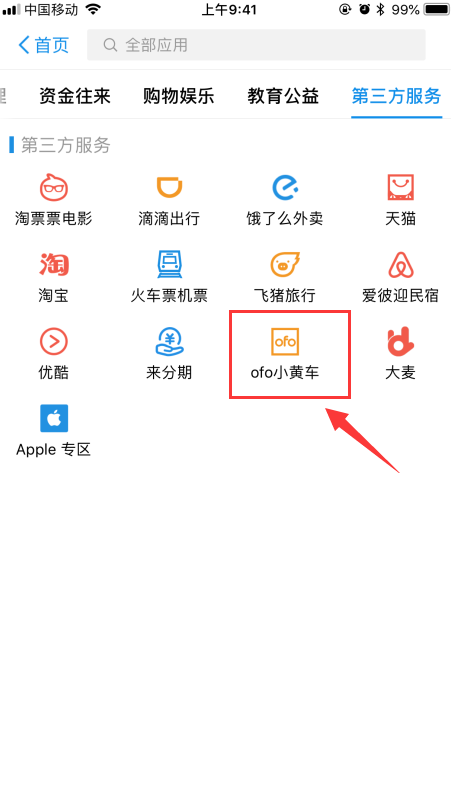 中国移动 上午9:41 99%
首页 全部应用
理 资金往来 购物娱乐 教育公益 第三方服务
第三方服务
淘票票电影 滴滴出行 饿了么外卖 天猫
淘
淘宝 火车票机票 飞猪旅行 爱彼迎民宿
ofo
优酷 来分期 ofo小黄车 大麦
Apple 专区